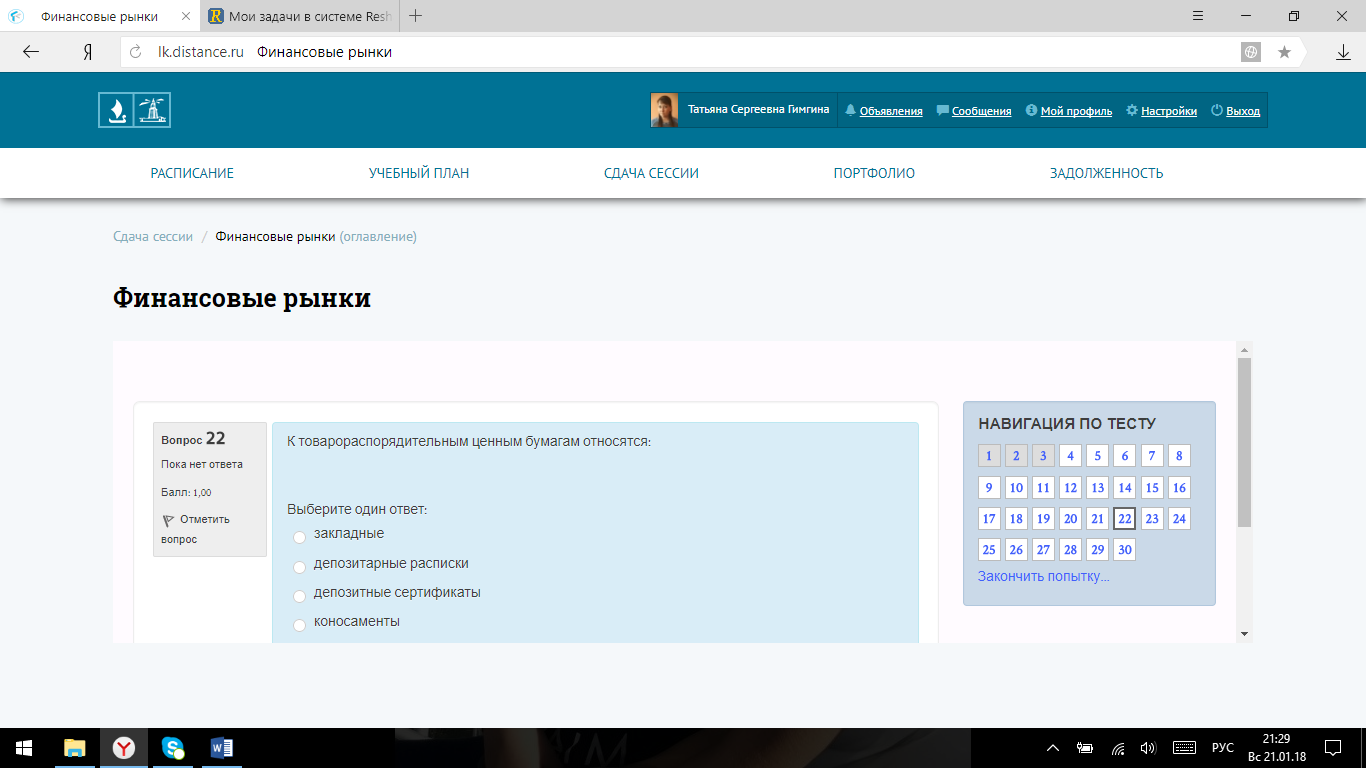 Финансовые рынки
Мои задачи в системе Resh
lk.distance.ru Финансовые рынки
Татьяна Сергеевна Гимгина Объявления Сообщения Мой профиль Настройки Выход
РАСПИСАНИЕ УЧЕБНЫЙ ПЛАН СДАЧА СЕССИИ ПОРТФОЛИО ЗАДОЛЖЕННОСТЬ
Сдача сессии / Финансовые рынки (оглавление)
Финансовые рынки
Вопрос 22
Пока нет ответа
Балл: 1,00
Отметить
вопрос
К товарораспорядительным ценным бумагам относятся:
Выберите один ответ:
закладные
депозитарные расписки
депозитные сертификаты
коносаменты
НАВИГАЦИЯ ПО ТЕСТУ
1 2 3 4 5 6 7 8
9 10 11 12 13 14 15 16
17 18 19 20 21 22 23 24
25 26 27 28 29 30
Закончить попытку...
РУС
21:29
Вс 21.01.18